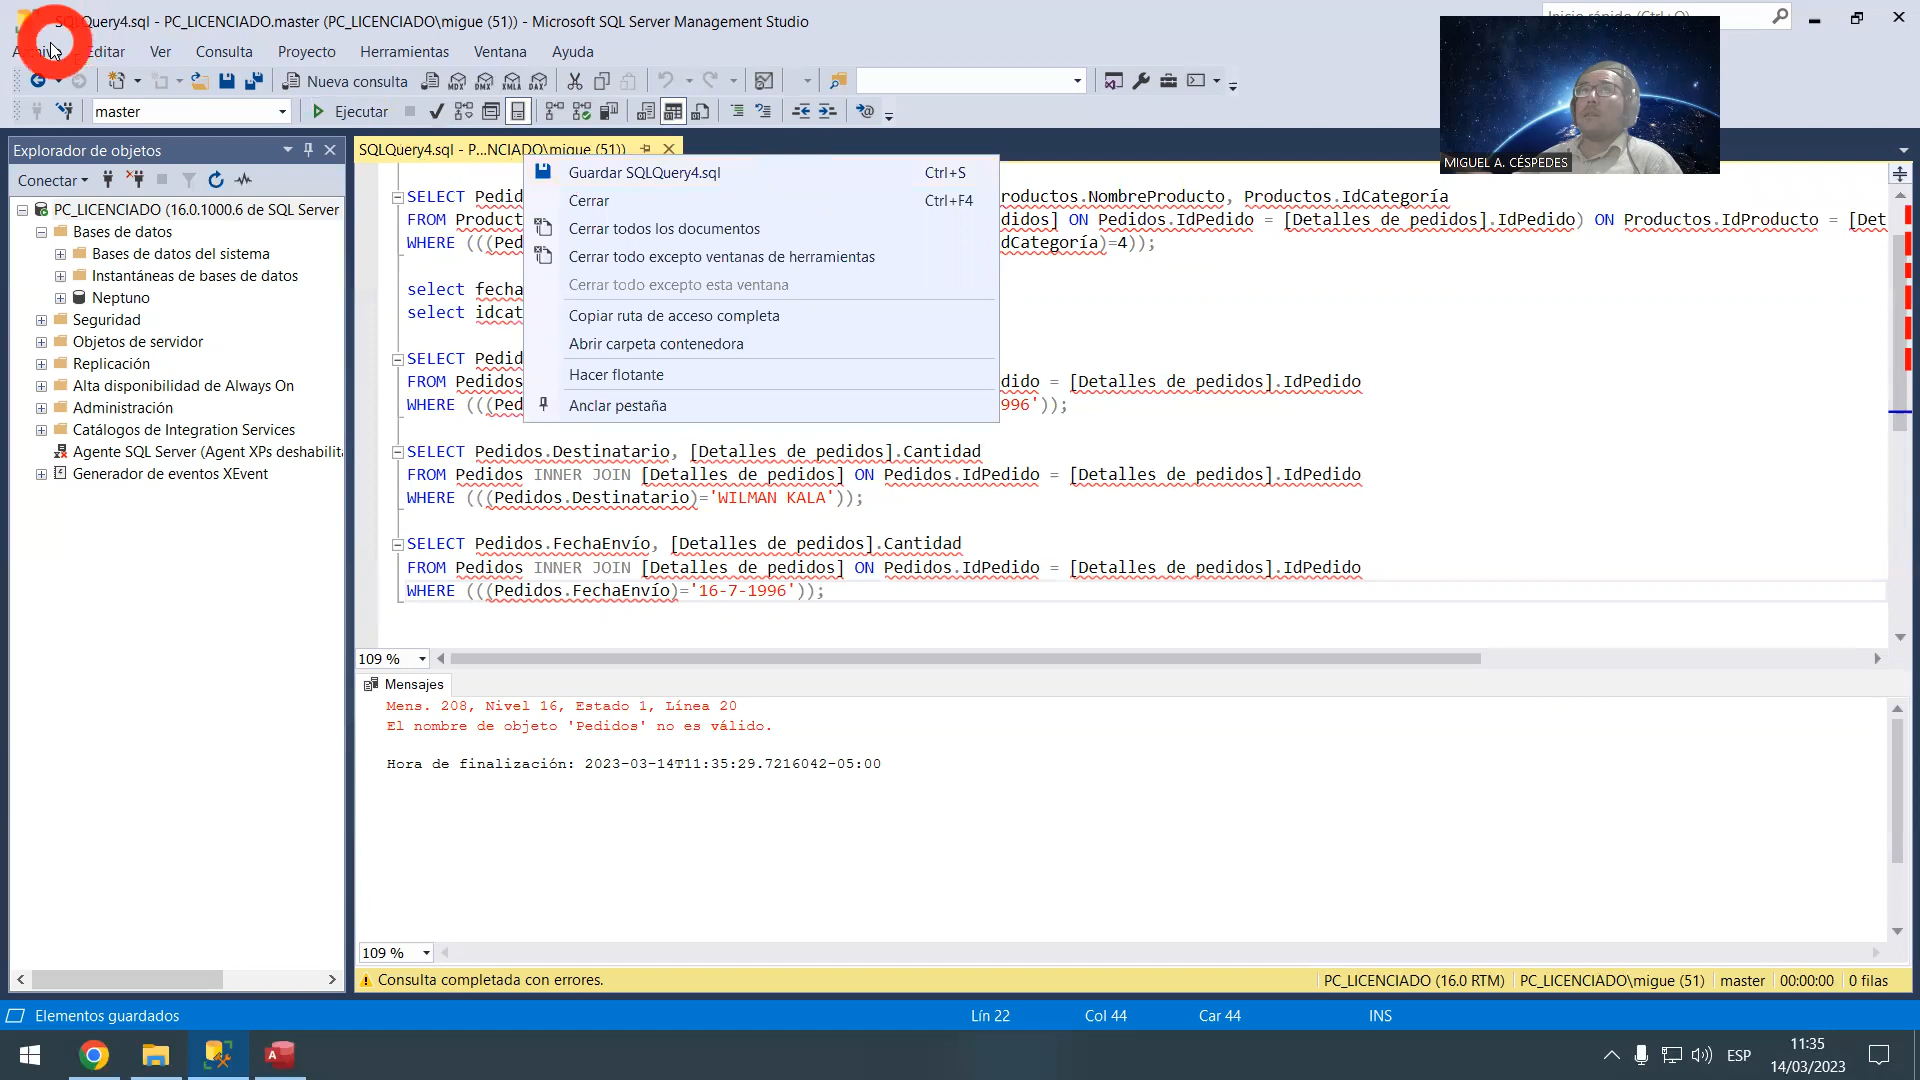 SQLQuery4.sql - PC_LICENCIADO.master (PC_LICENCIADO\migue (51)) - Microsoft SQL Server Management Studio
Inicio rápido (Ctrl+Q)
Archivo Editar Ver Consulta Proyecto Herramientas Ventana Ayuda
Nueva consulta MDX DMX XMLA DAX
master Ejecutar
MIGUEL A. CÉSPEDES
Explorador de objetos
Conectar
PC_LICENCIADO (16.0.1000.6 de SQL Server
Bases de datos
Bases de datos del sistema
Instantáneas de bases de datos
Neptuno
Seguridad
Objetos de servidor
Replicación
Alta disponibilidad de Always On
Administración
Catálogos de Integration Services
Agente SQL Server (Agent XPs deshabilit
Generador de eventos XEvent
SQLQuery4.sql - P...NCIADO\migue (51))
Guardar SQLQuery4.sql Ctrl+S
Cerrar Ctrl+F4
Cerrar todos los documentos
Cerrar todo excepto ventanas de herramientas
Cerrar todo excepto esta ventana
Copiar ruta de acceso completa
Abrir carpeta contenedora
Hacer flotante
Anclar pestaña
SELECT Pedid roductos.NombreProducto, Productos.IdCategoría
FROM Product didos] ON Pedidos.IdPedido = [Detalles de pedidos].IdPedido) ON Productos.IdProducto = [Det
WHERE (((Ped dCategoría)=4));
select fecha
select idcat
SELECT Pedid
FROM Pedidos dido = [Detalles de pedidos].IdPedido
WHERE (((Ped 996'));
SELECT Pedidos.Destinatario, [Detalles de pedidos].Cantidad
FROM Pedidos INNER JOIN [Detalles de pedidos] ON Pedidos.IdPedido = [Detalles de pedidos].IdPedido
WHERE (((Pedidos.Destinatario)='WILMAN KALA'));
SELECT Pedidos.FechaEnvío, [Detalles de pedidos].Cantidad
FROM Pedidos INNER JOIN [Detalles de pedidos] ON Pedidos.IdPedido = [Detalles de pedidos].IdPedido
WHERE (((Pedidos.FechaEnvío)='16-7-1996'));
109 %
Mensajes
Mens. 208, Nivel 16, Estado 1, Línea 20
El nombre de objeto 'Pedidos' no es válido.
Hora de finalización: 2023-03-14T11:35:29.7216042-05:00
109 %
Consulta completada con errores. PC_LICENCIADO (16.0 RTM) PC_LICENCIADO\migue (51) master 00:00:00 0 filas
Elementos guardados Lín 22 Col 44 Car 44 INS
ESP
11:35
14/03/2023